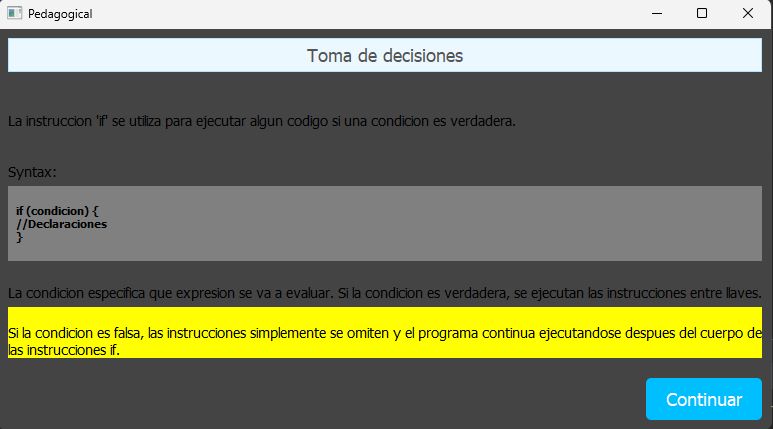 Pedagogical
Toma de decisiones
La instruccion 'if' se utiliza para ejecutar algun codigo si una condicion es verdadera.
Syntax:
if (condicion) {
//Declaraciones
}
La condicion especifica que expresion se va a evaluar. Si la condicion es verdadera, se ejecutan las instrucciones entre llaves.
Si la condicion es falsa, las instrucciones simplemente se omiten y el programa continua ejecutandose despues del cuerpo de
las instrucciones if.
Continuar